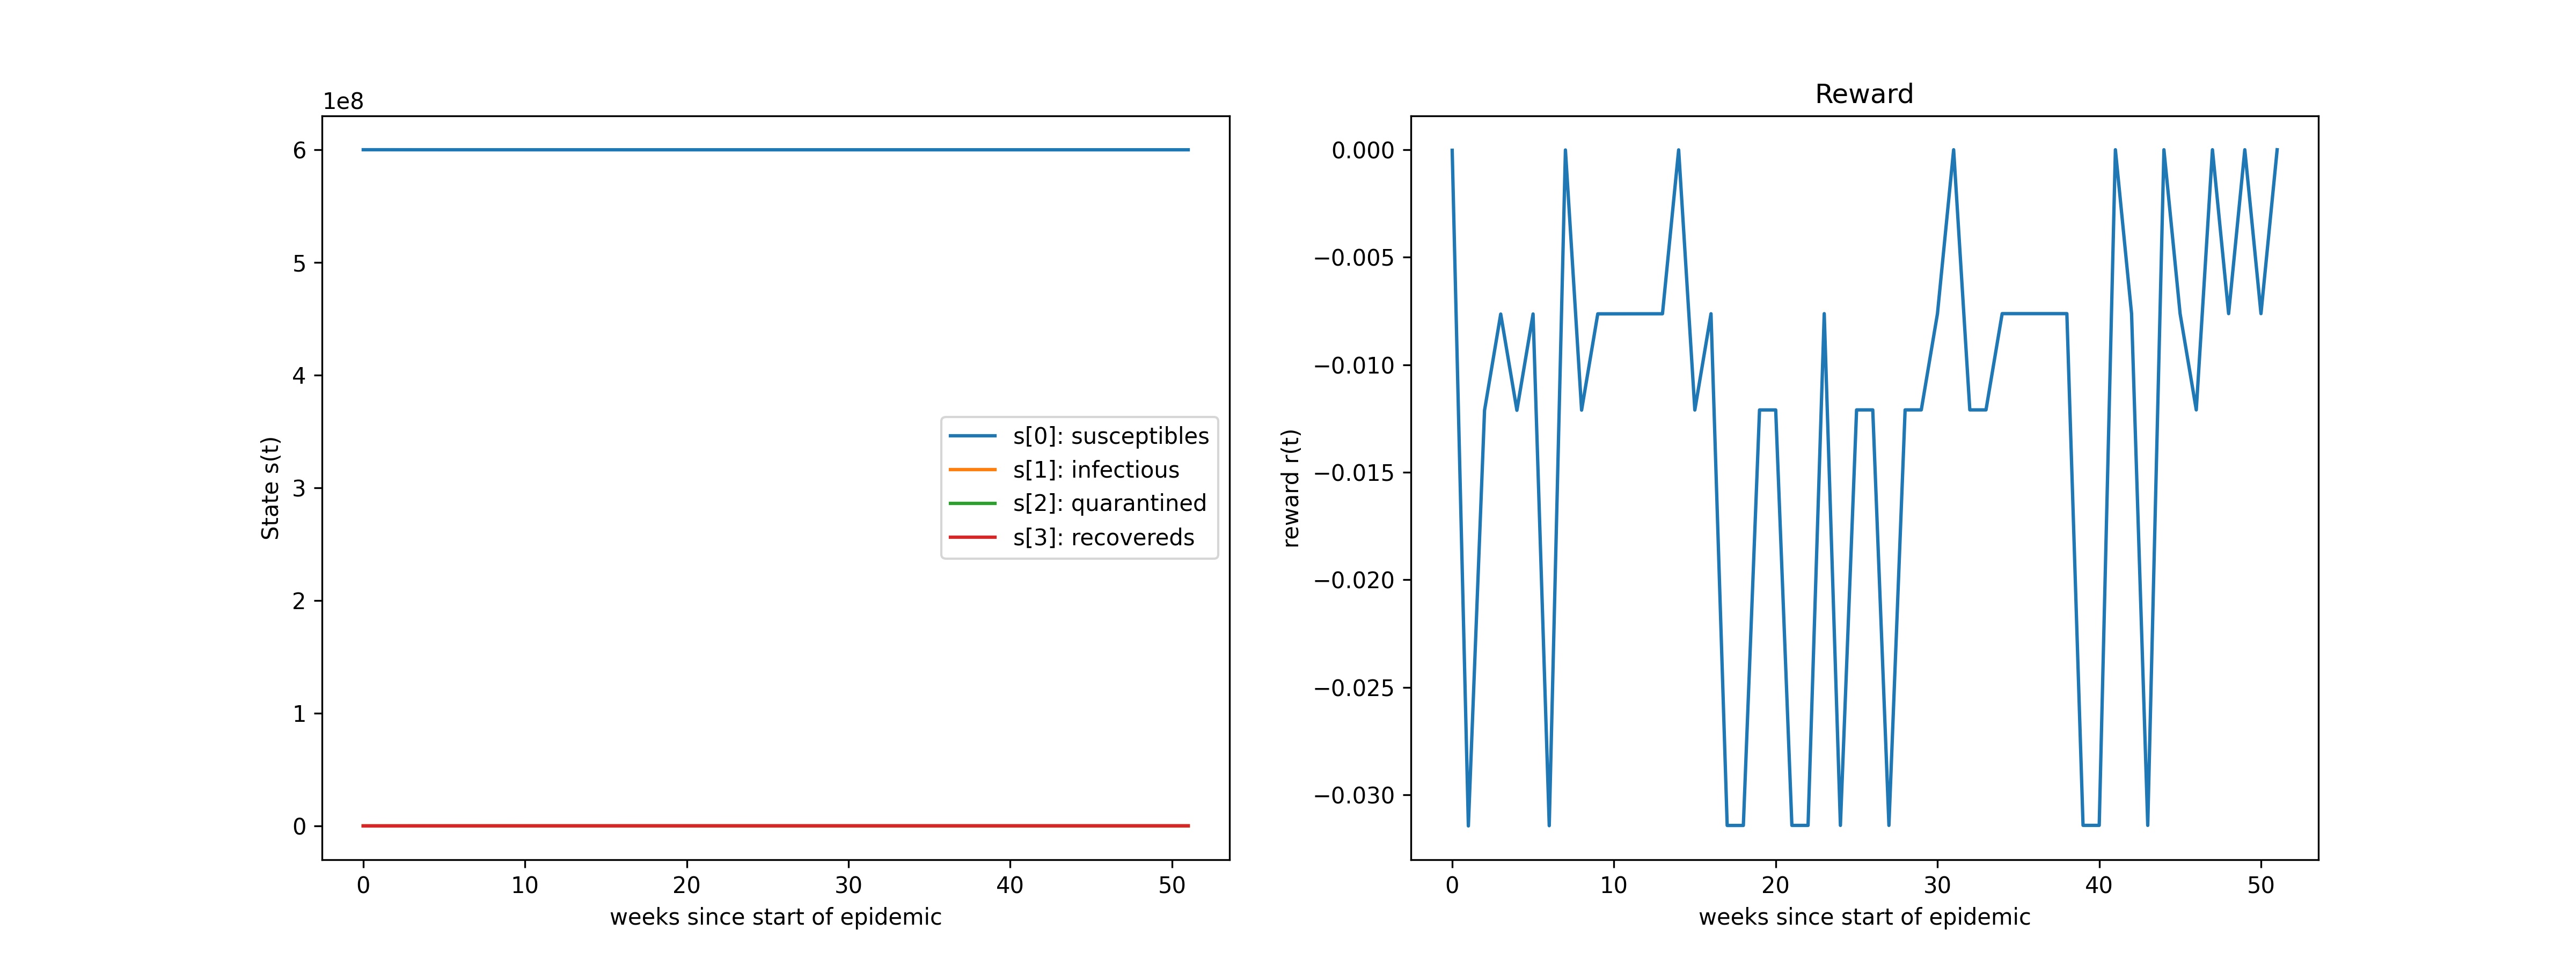 1e8
6
5
4
3
2
1
0
State s(t)
s[0]: susceptibles
s[1]: infectious
s[2]: quarantined
s[3]: recovereds
0 10 20 30 40 50
weeks since start of epidemic
Reward
0.000
−0.005
−0.010
−0.015
−0.020
−0.025
−0.030
reward r(t)
0 10 20 30 40 50
weeks since start of epidemic